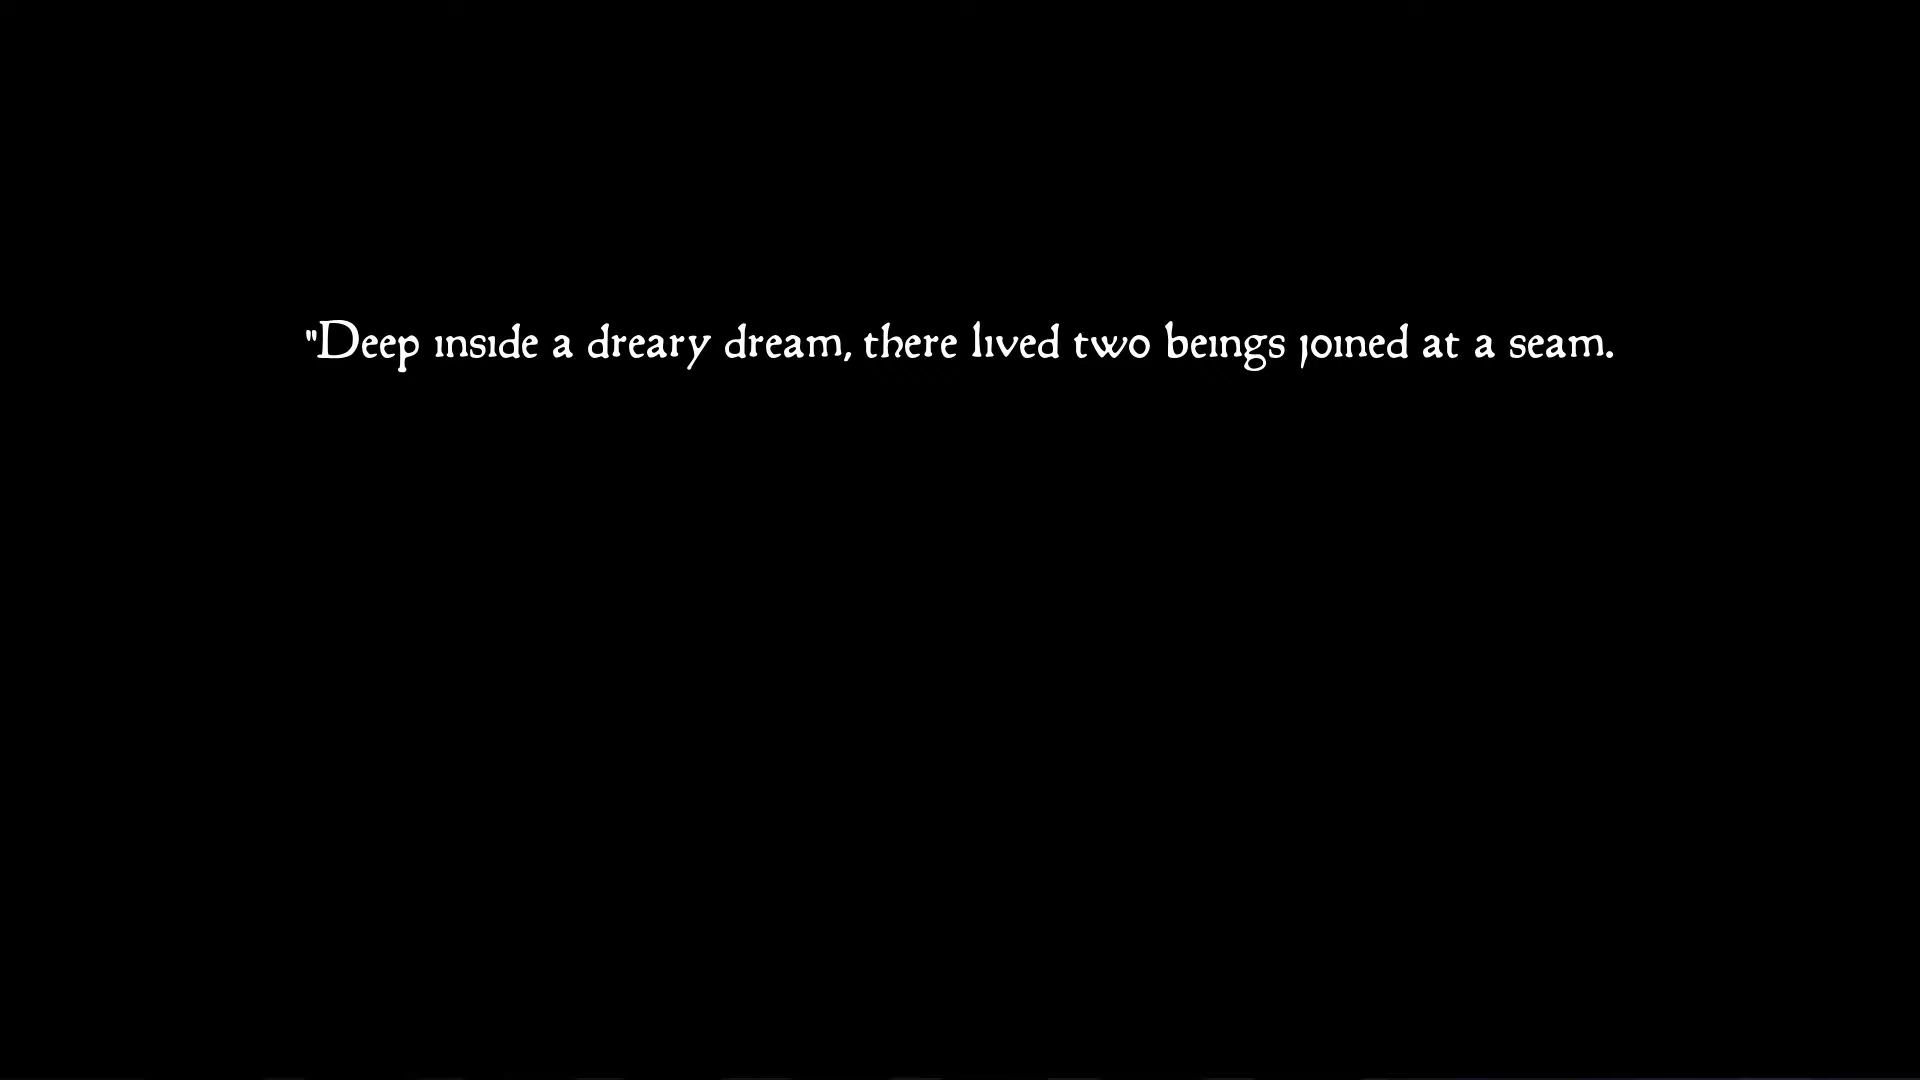 "Deep inside a dreary dream, there lived two beings joined at a seam.